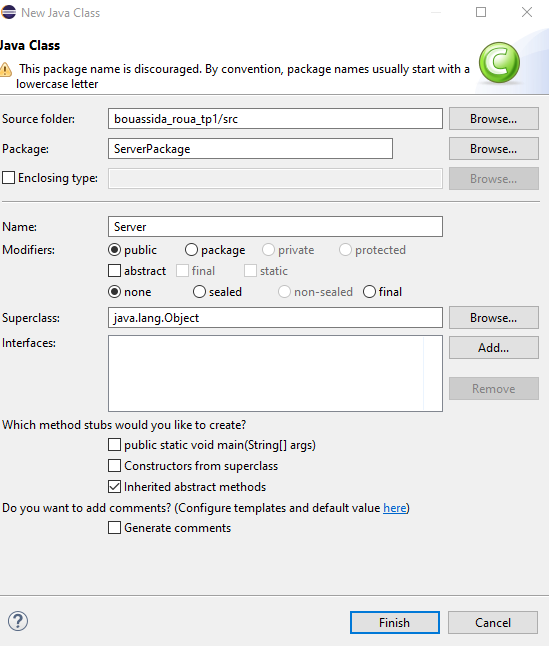 New Java Class
Java Class
This package name is discouraged. By convention, package names usually start with a
lowercase letter
Source folder: bouassida_roua_tp1/src Browse...
Package: ServerPackage Browse...
Enclosing type: Browse...
Name: Server
Modifiers: public package private protected
abstract final static
none sealed non-sealed final
Superclass: java.lang.Object Browse...
Interfaces: Add...
Remove
Which method stubs would you like to create?
public static void main(String[] args)
Constructors from superclass
Inherited abstract methods
Do you want to add comments? (Configure templates and default value here)
Generate comments
? Finish Cancel